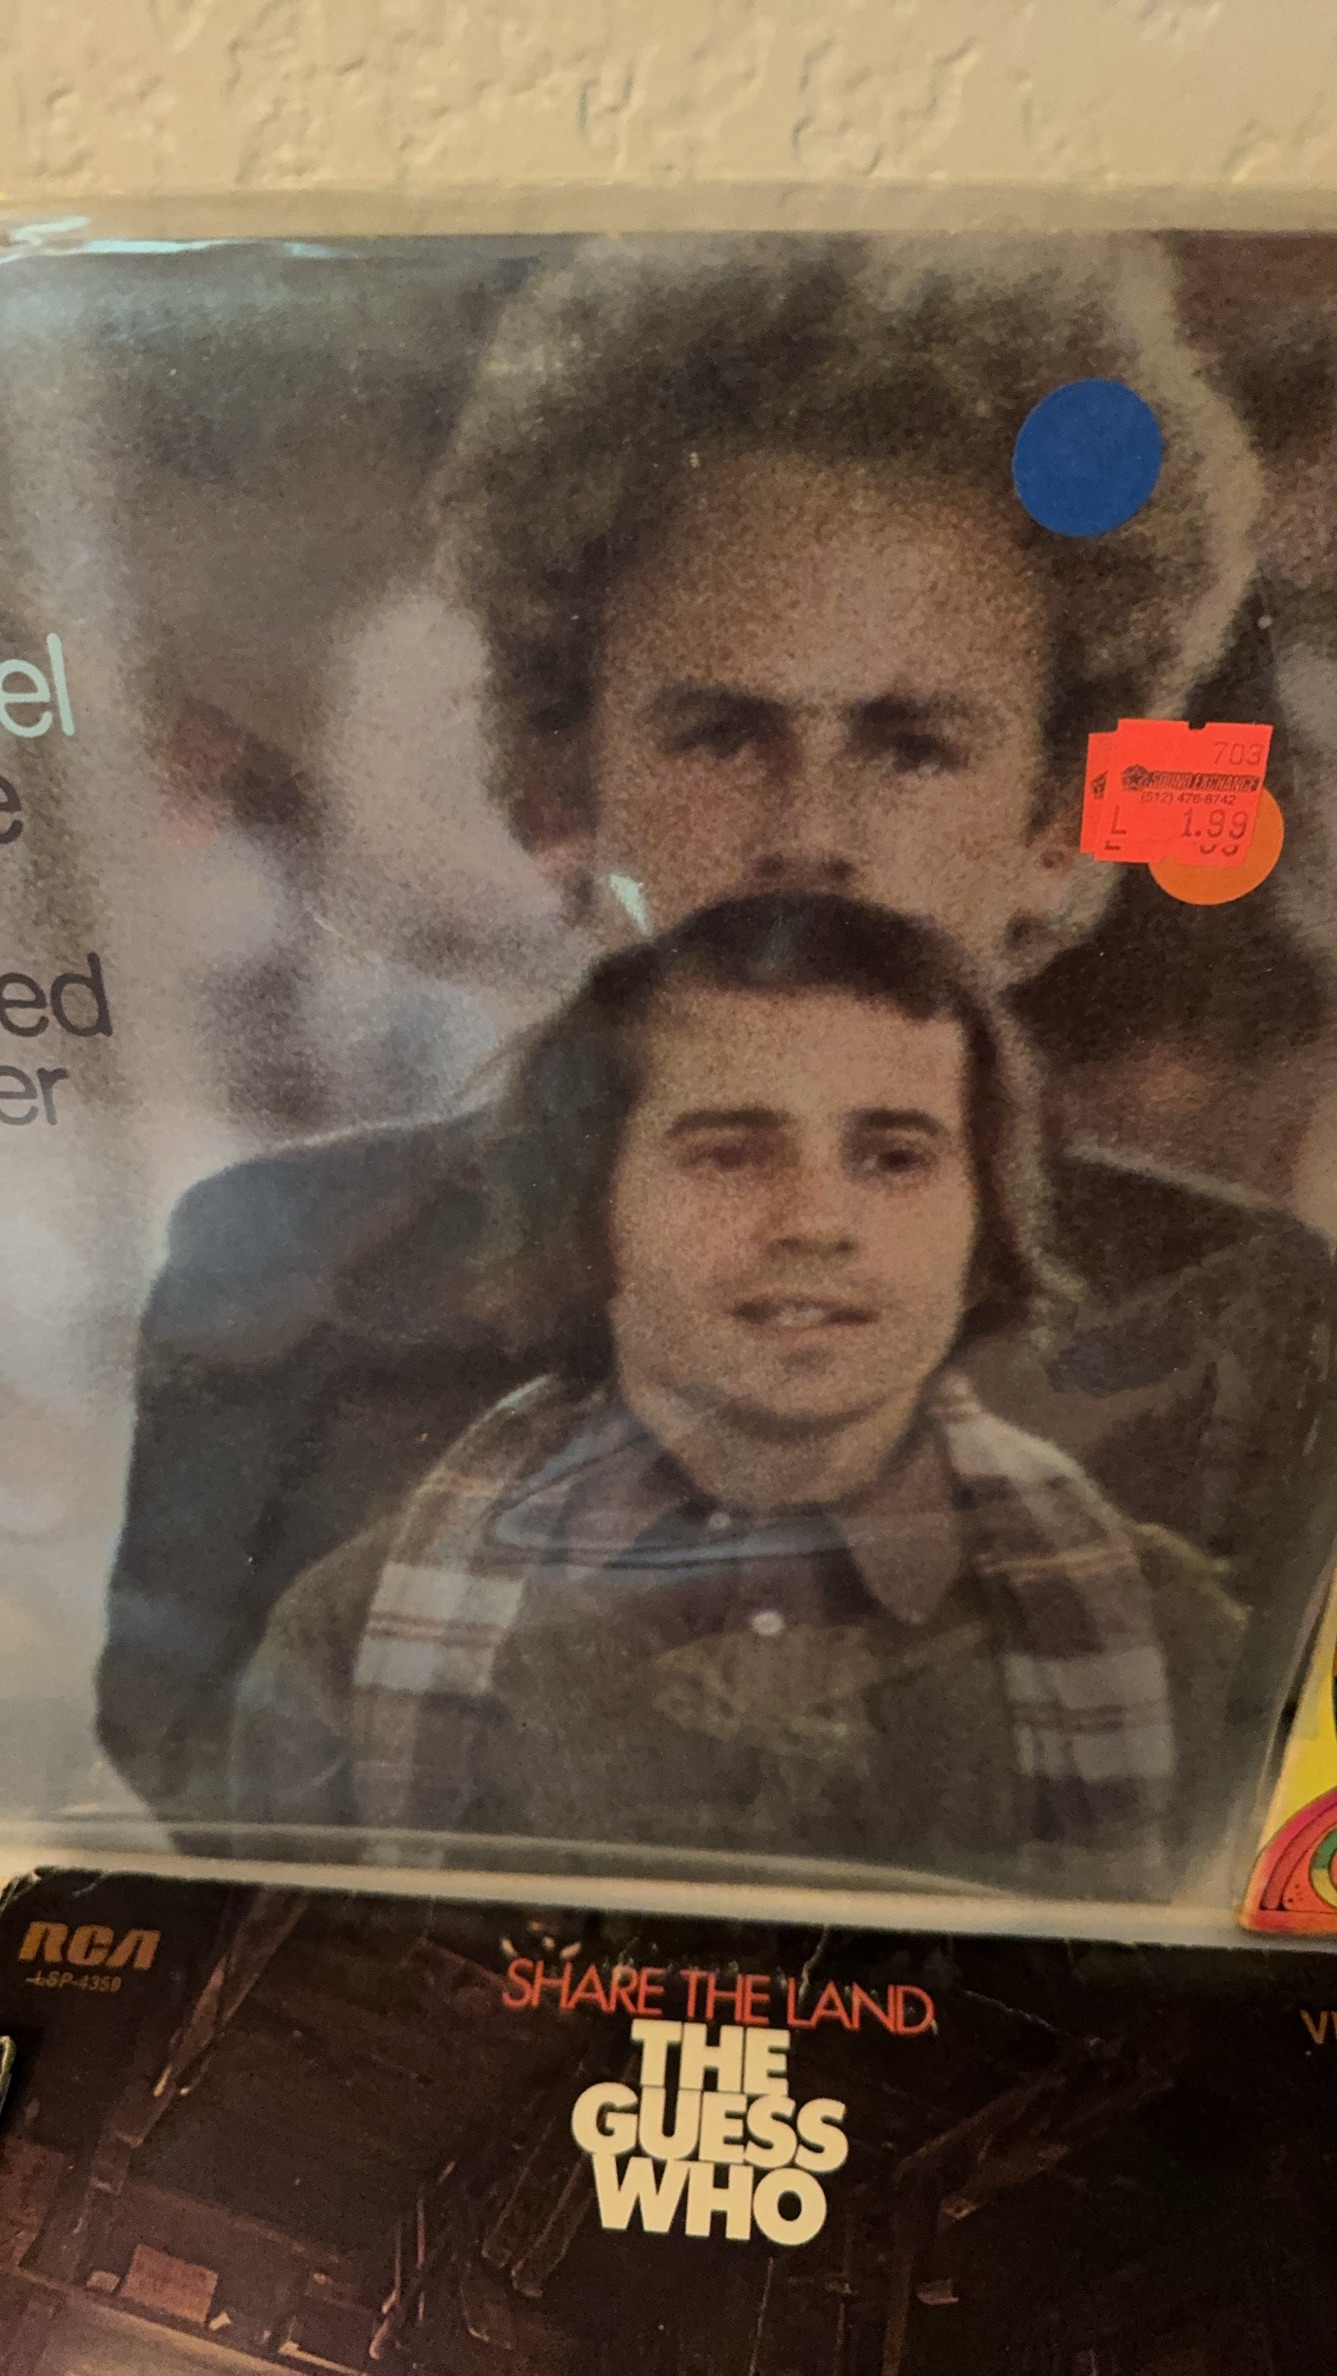 el
e
ed
er
703
SOUND EXCHANGE
(512) 476-8742
L 1.99
RCA
LSP-4359
SHARE THE LAND
THE
GUESS
WHO